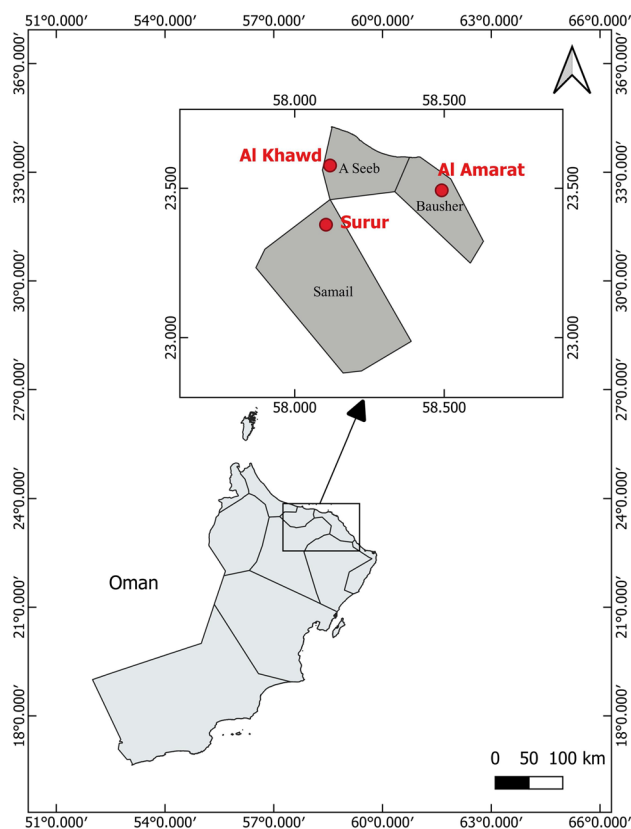 51°0.000′ 54°0.000′ 57°0.000′ 60°0.000′ 63°0.000′ 66°0.000′
36°0.000′ 36°0.000′
58.000 58.500
Al Khawd
A Seeb
Al Amarat
33°0.000′ 33°0.000′
23.500 23.500
Bausher
Surur
Samail
30°0.000′ 30°0.000′
23.000 23.000
58.000 58.500
27°0.000′ 27°0.000′
24°0.000′ 24°0.000′
Oman
21°0.000′ 21°0.000′
18°0.000′ 18°0.000′
0 50 100 km
51°0.000′ 54°0.000′ 57°0.000′ 60°0.000′ 63°0.000′ 66°0.000′